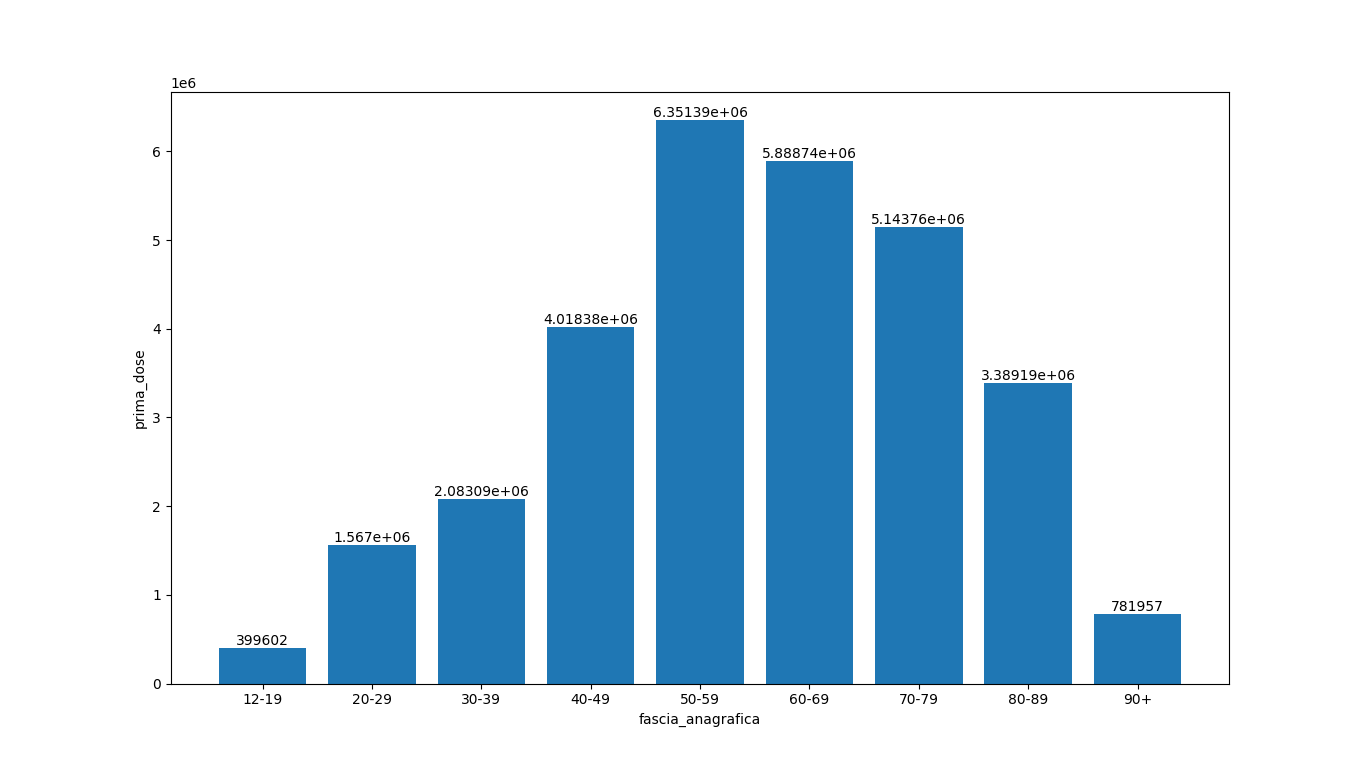 1e6
6.35139e+06
5.88874e+06
5.14376e+06
4.01838e+06
3.38919e+06
2.08309e+06
1.567e+06
781957
399602
6
5
4
3
2
1
0
prima_dose
12-19 20-29 30-39 40-49 50-59 60-69 70-79 80-89 90+
fascia_anagrafica